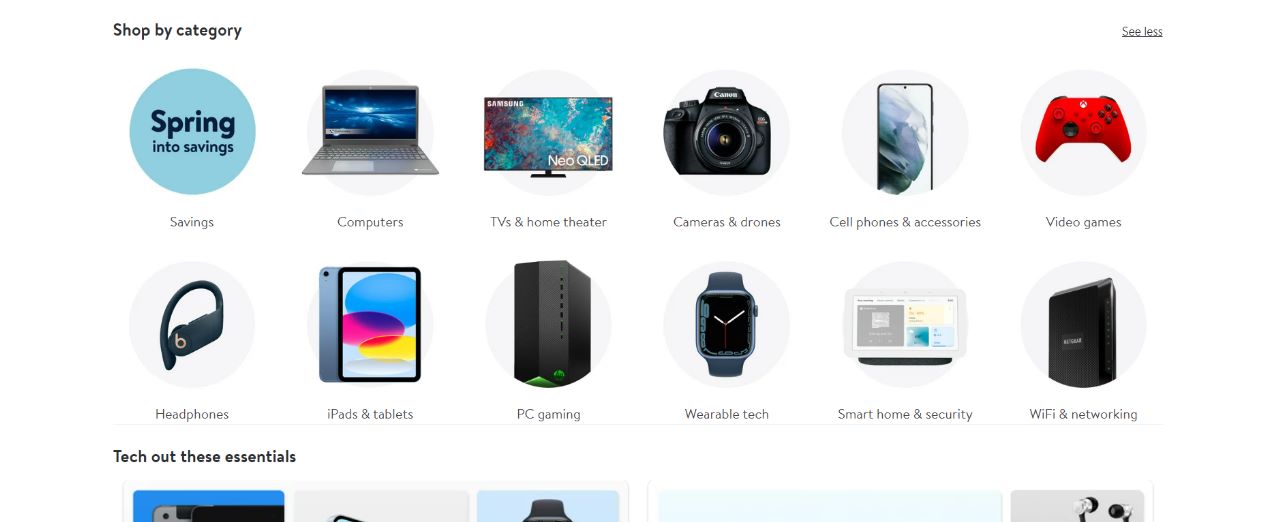 Shop by category
See less
Spring
into savings
SAMSUNG
Neo QLED
Canon
EOS
Savings
Computers
TVs & home theater
Cameras & drones
Cell phones & accessories
Video games
NETGEAR
Headphones
iPads & tablets
PC gaming
Wearable tech
Smart home & security
WiFi & networking
Tech out these essentials